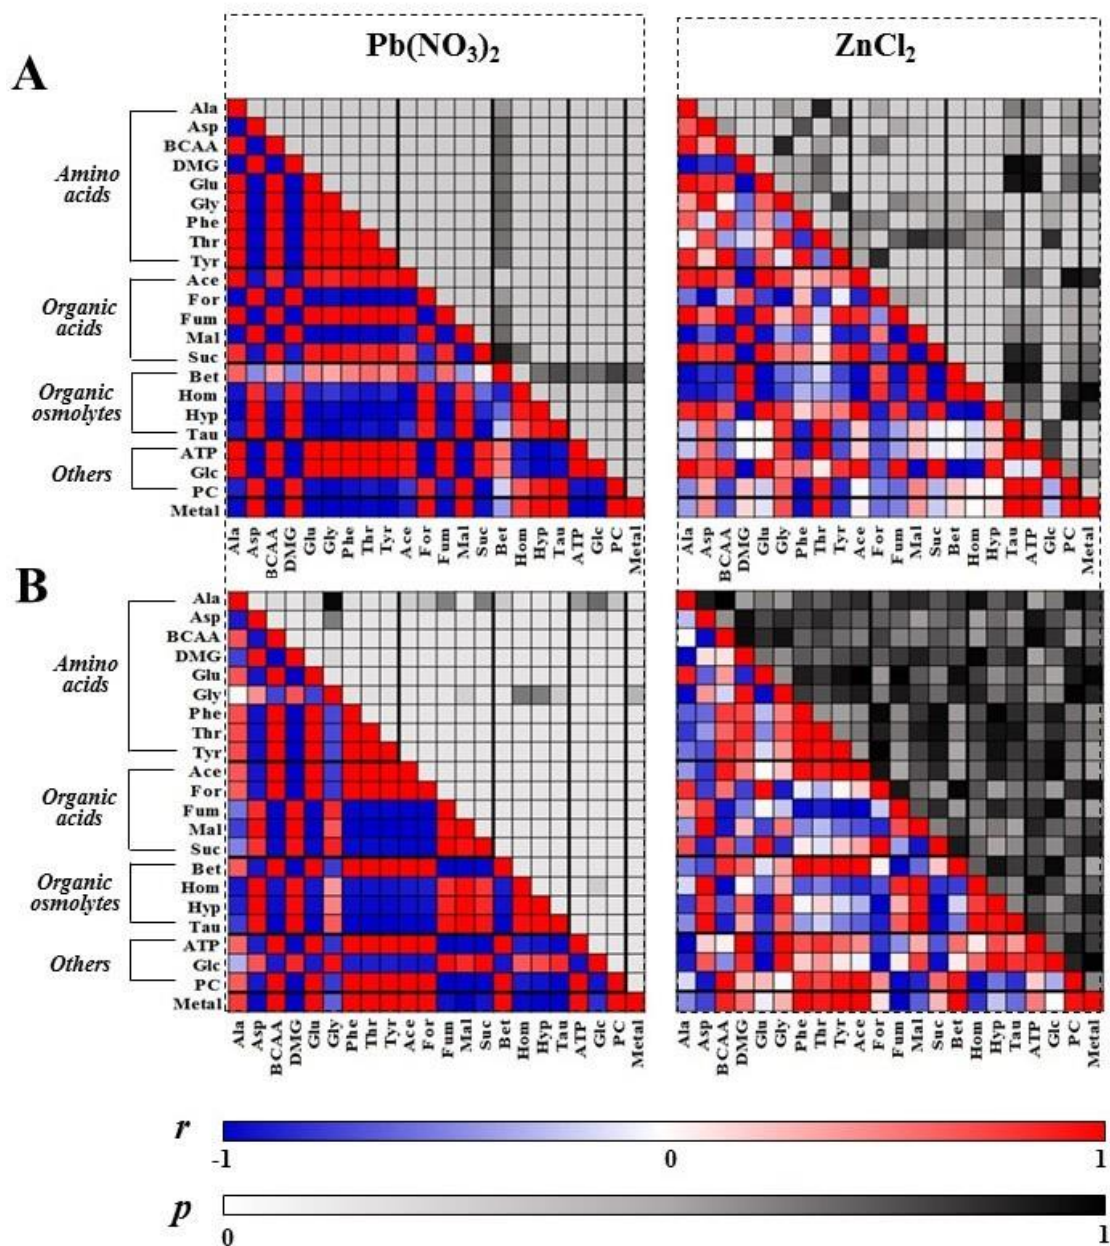 Pb(NO3)2 ZnCl2
A
Ala
Asp
BCAA
DMG
Glu
Gly
Phe
Thr
Tyr
Ace
For
Fum
Mal
Suc
Bet
Hom
Hyp
Tau
ATP
Glc
PC
Metal
Amino
acids
Organic
acids
Organic
osmolytes
Others
Ala Asp BCAA DMG Glu Gly Phe Thr Tyr Ace For Fum Mal Suc Bet Hom Hyp Tau ATP Glc PC Metal
Ala Asp BCAA DMG Glu Gly Phe Thr Tyr Ace For Fum Mal Suc Bet Hom Hyp Tau ATP Glc PC Metal
B
Ala
Asp
BCAA
DMG
Glu
Gly
Phe
Thr
Tyr
Ace
For
Fum
Mal
Suc
Bet
Hom
Hyp
Tau
ATP
Glc
PC
Metal
Amino
acids
Organic
acids
Organic
osmolytes
Others
Ala Asp BCAA DMG Glu Gly Phe Thr Tyr Ace For Fum Mal Suc Bet Hom Hyp Tau ATP Glc PC Metal
Ala Asp BCAA DMG Glu Gly Phe Thr Tyr Ace For Fum Mal Suc Bet Hom Hyp Tau ATP Glc PC Metal
r
-1 0 1
p
0 1